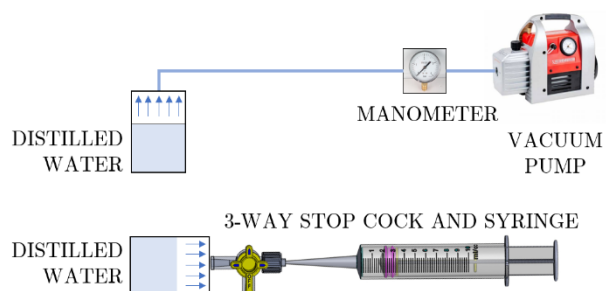 MANOMETER
DISTILLED
WATER
VACUUM
PUMP
3-WAY STOP COCK AND SYRINGE
DISTILLED
WATER